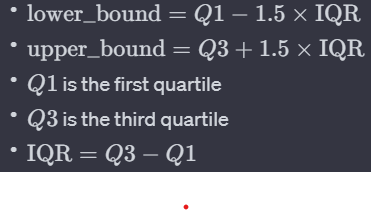 • lower_bound = Q1 − 1.5 × IQR
• upper_bound = Q3 + 1.5 × IQR
• Q1 is the first quartile
• Q3 is the third quartile
• IQR = Q3 − Q1